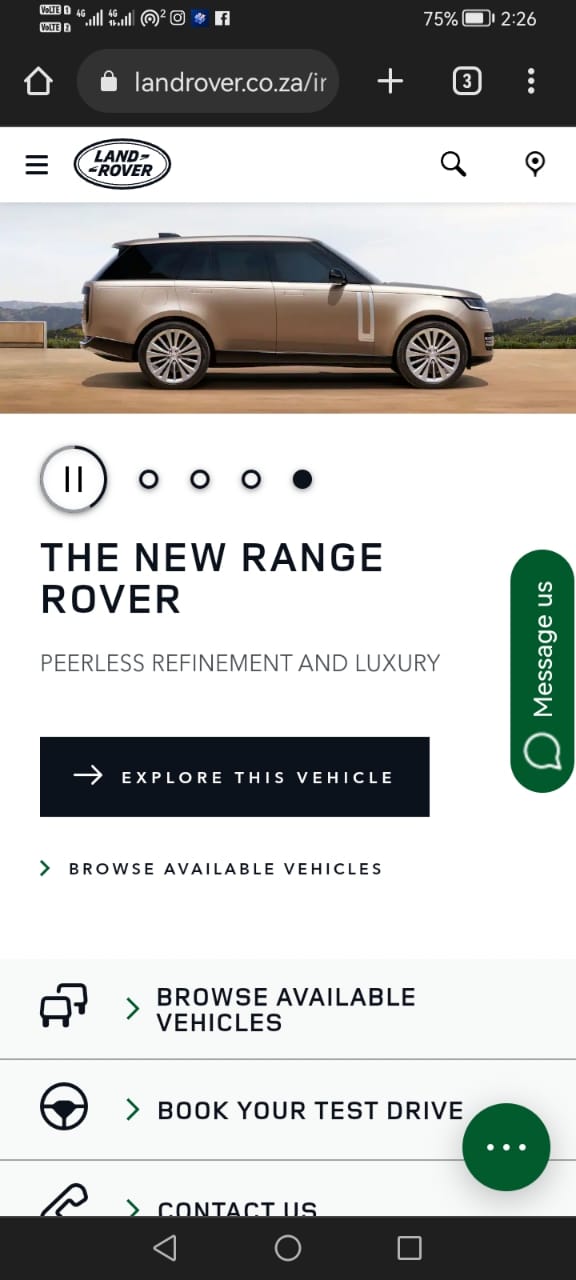 VoLTE 1 4G 4G 2 75% 2:26
VoLTE 2
landrover.co.za/ir
3
LAND
ROVER
THE NEW RANGE
ROVER
PEERLESS REFINEMENT AND LUXURY
Message us
EXPLORE THIS VEHICLE
BROWSE AVAILABLE VEHICLES
BROWSE AVAILABLE
VEHICLES
BOOK YOUR TEST DRIVE
CONTACT US